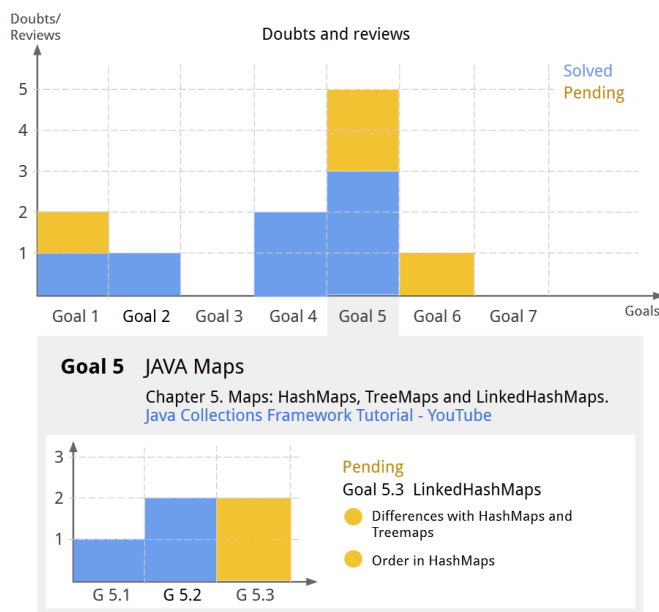 Doubts/
Reviews
Doubts and reviews
Solved
Pending
5
4
3
2
1
Goal 1 Goal 2 Goal 3 Goal 4 Goal 5 Goal 6 Goal 7
Goals
Goal 5 JAVA Maps
Chapter 5. Maps: HashMaps, TreeMaps and LinkedHashMaps.
Java Collections Framework Tutorial - YouTube
3
2
1
G 5.1 G 5.2 G 5.3
Pending
Goal 5.3 LinkedHashMaps
Differences with HashMaps and
Treemaps
Order in HashMaps